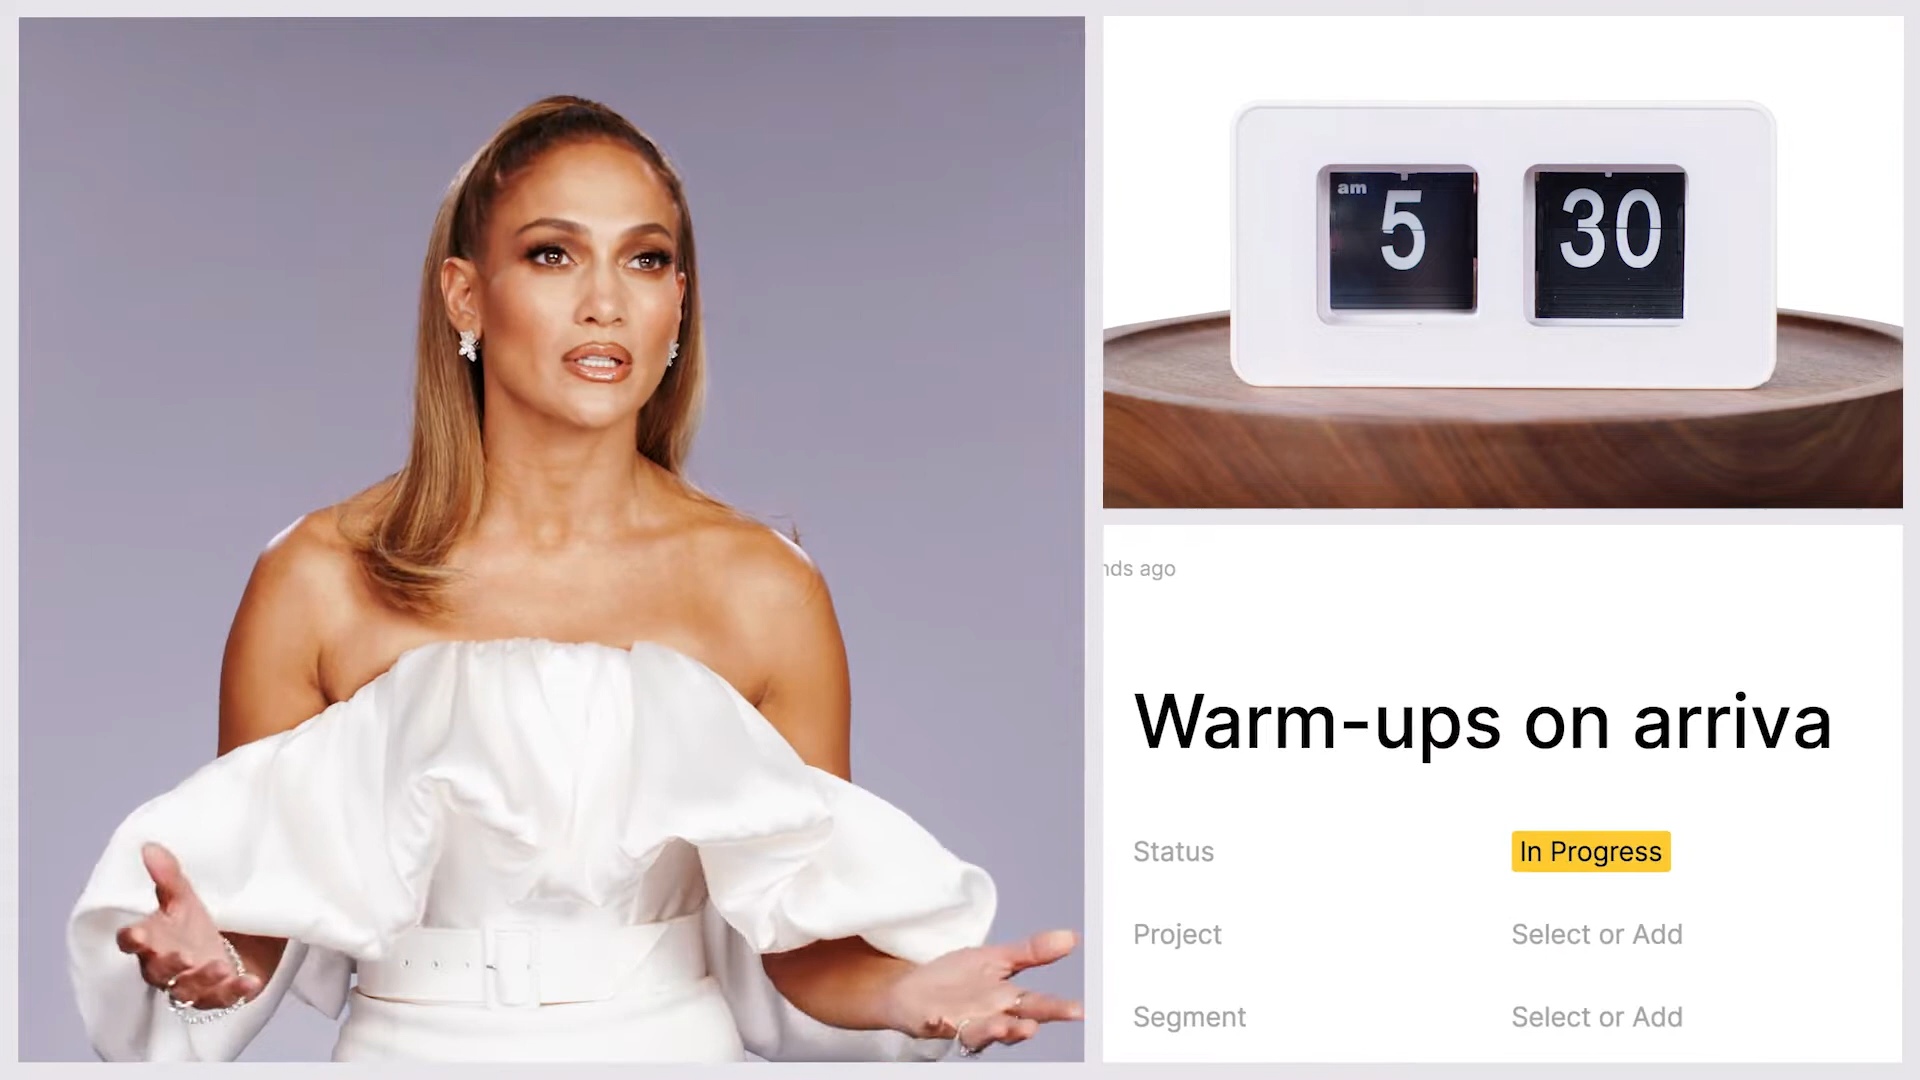 am
5 30
nds ago
Warm-ups on arriva
Status In Progress
Project Select or Add
Segment Select or Add